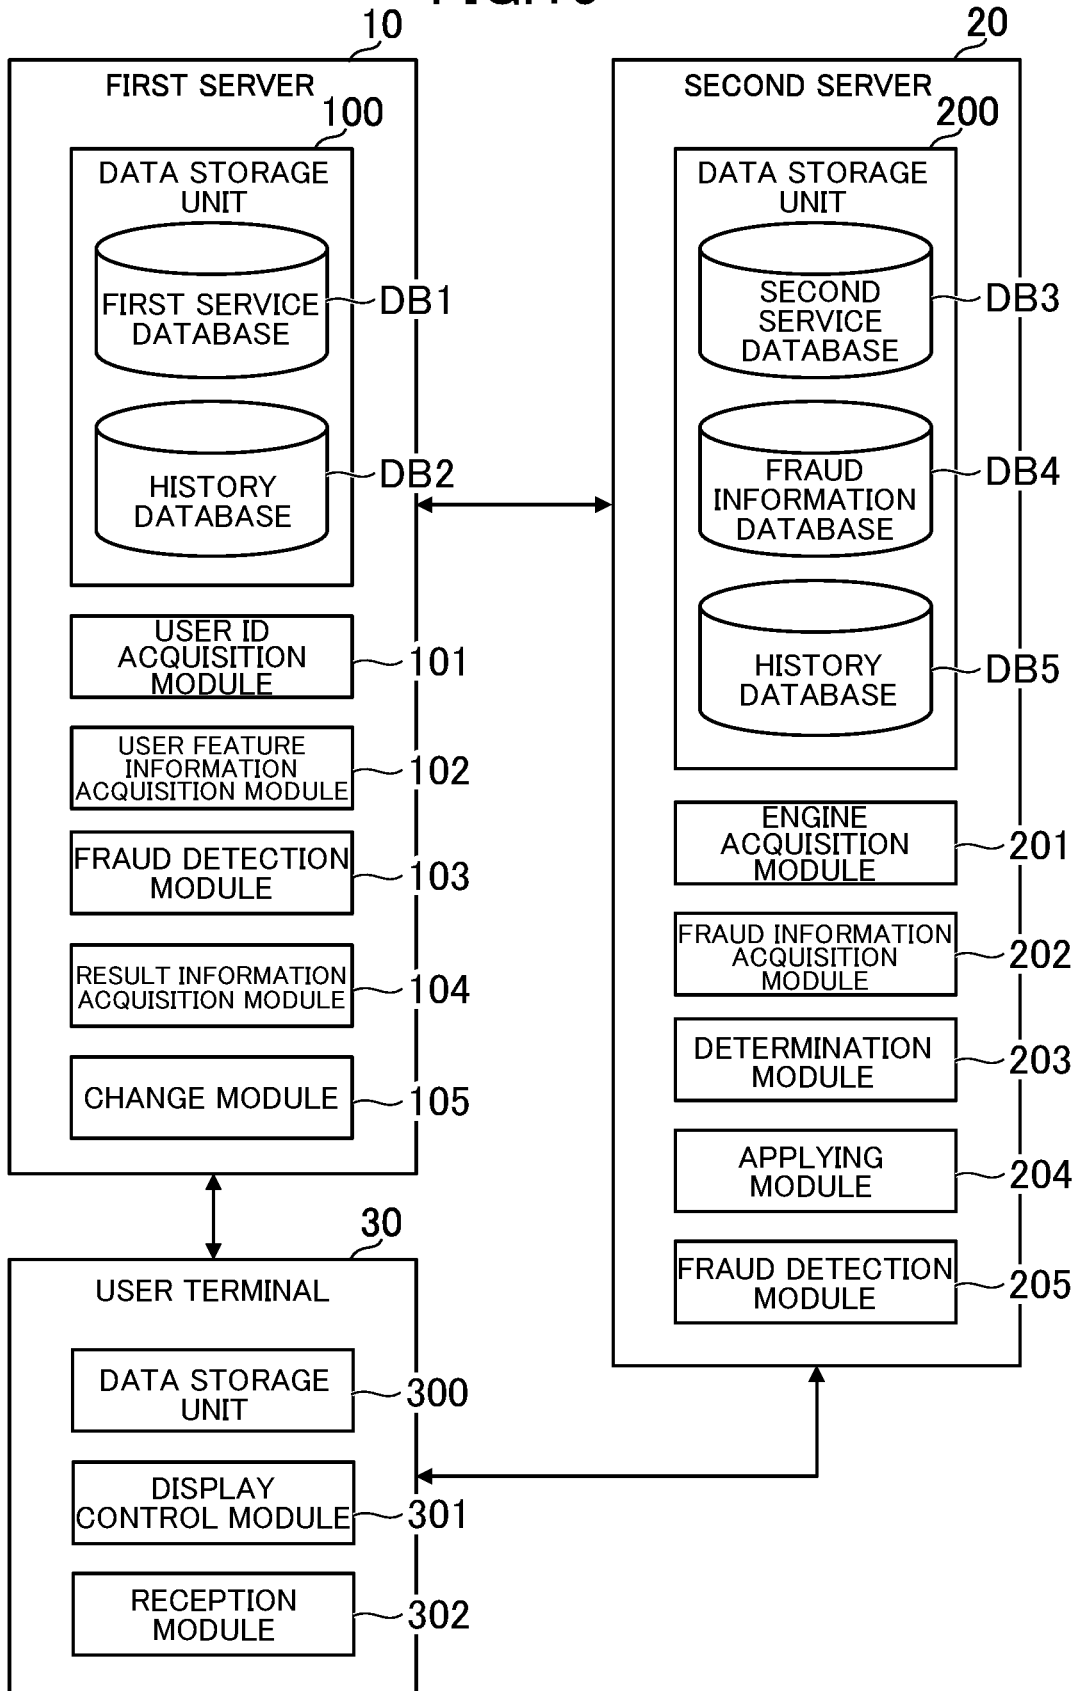 10
FIRST SERVER
100
DATA STORAGE
UNIT
FIRST SERVICE
DATABASE
DB1
HISTORY
DATABASE
DB2
USER ID
ACQUISITION
MODULE
101
USER FEATURE
INFORMATION
ACQUISITION MODULE
102
FRAUD DETECTION
MODULE
103
RESULT INFORMATION
ACQUISITION MODULE
104
CHANGE MODULE
105
20
SECOND SERVER
200
DATA STORAGE
UNIT
SECOND
SERVICE
DATABASE
DB3
FRAUD
INFORMATION
DATABASE
DB4
HISTORY
DATABASE
DB5
ENGINE
ACQUISITION
MODULE
201
FRAUD INFORMATION
ACQUISITION
MODULE
202
DETERMINATION
MODULE
203
APPLYING
MODULE
204
FRAUD DETECTION
MODULE
205
30
USER TERMINAL
DATA STORAGE
UNIT
300
DISPLAY
CONTROL MODULE
301
RECEPTION
MODULE
302